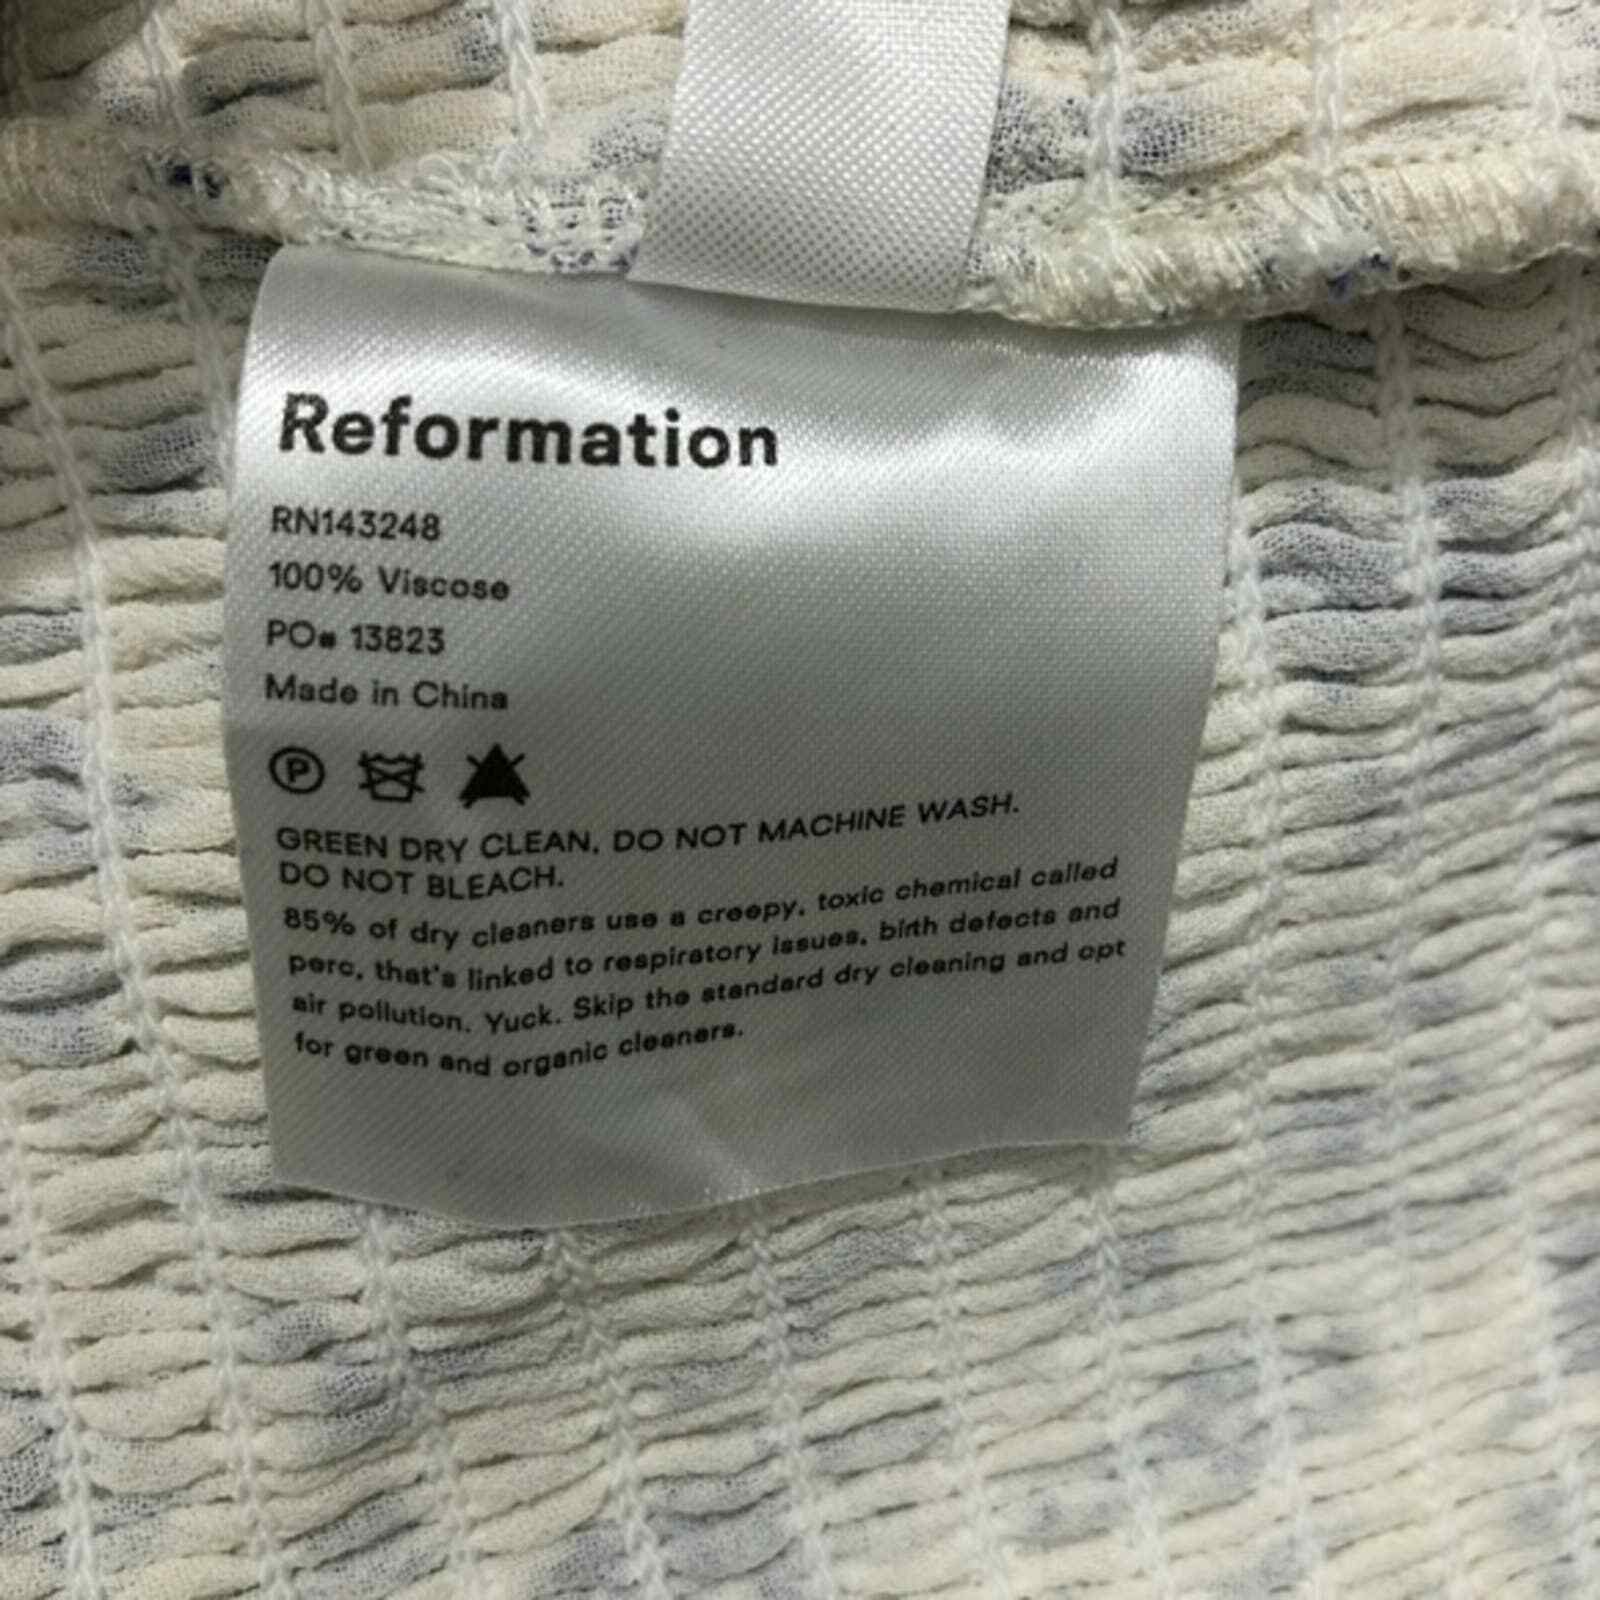 Reformation
RN143248
100% Viscose
PO# 13823
Made in China
P
GREEN DRY CLEAN. DO NOT MACHINE WASH.
DO NOT BLEACH.
85% of dry cleaners use a creepy, toxic chemical called
perc, that's linked to respiratory issues, birth defects and
air pollution. Yuck. Skip the standard dry cleaning and opt
for green and organic cleaners.